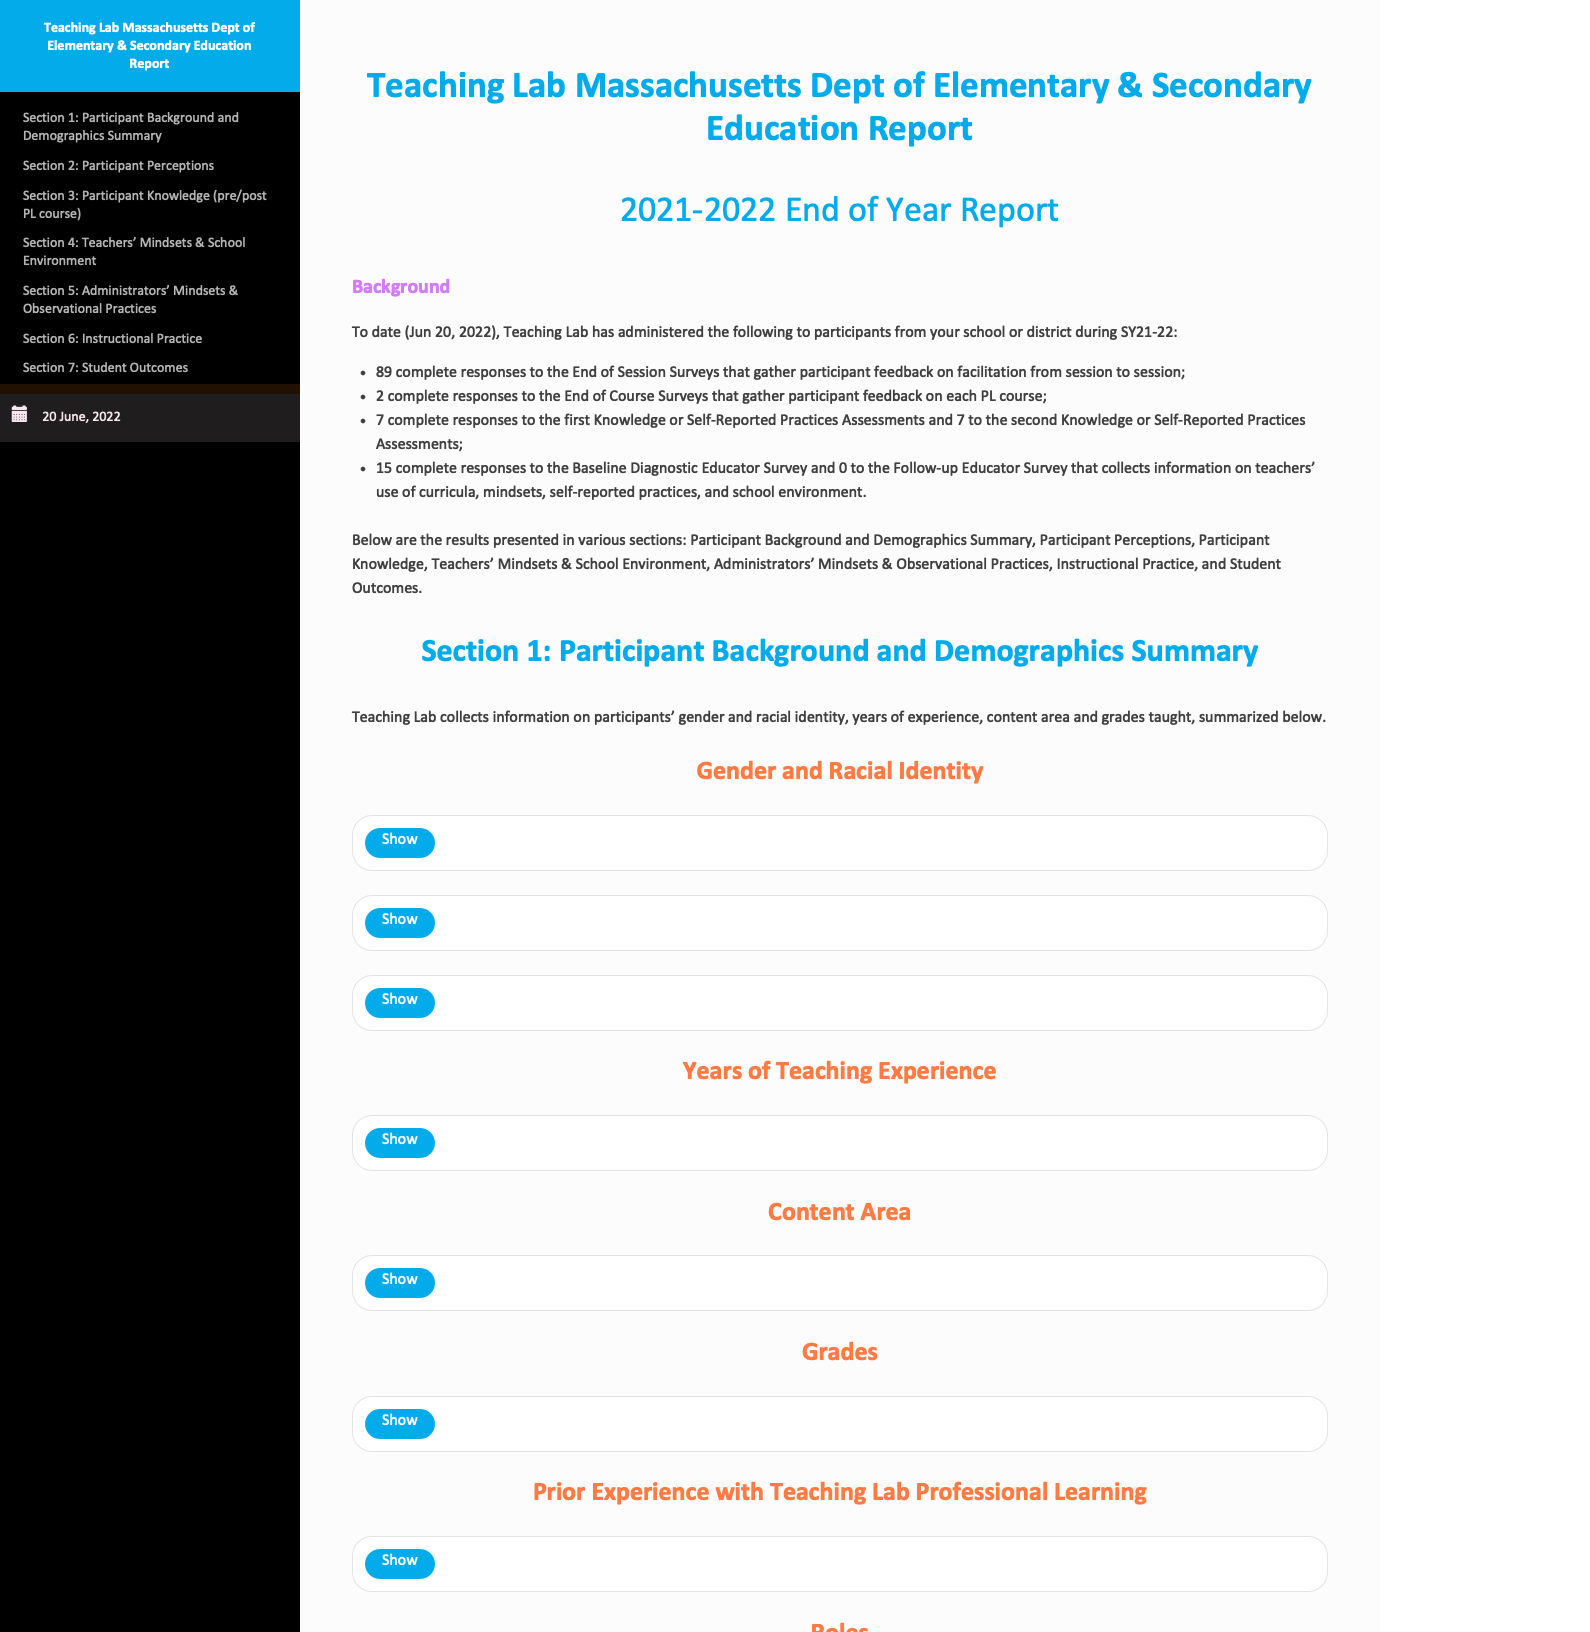 Teaching Lab Massachusetts Dept of
Elementary & Secondary Education
Report
Section 1: Participant Background and
Demographics Summary
Section 2: Participant Perceptions
Section 3: Participant Knowledge (pre/post
PL course)
Section 4: Teachers’ Mindsets & School
Environment
Section 5: Administrators’ Mindsets &
Observational Practices
Section 6: Instructional Practice
Section 7: Student Outcomes
20 June, 2022
Teaching Lab Massachusetts Dept of Elementary & Secondary
Education Report
2021-2022 End of Year Report
Background
To date (Jun 20, 2022), Teaching Lab has administered the following to participants from your school or district during SY21-22:
• 89 complete responses to the End of Session Surveys that gather participant feedback on facilitation from session to session;
• 2 complete responses to the End of Course Surveys that gather participant feedback on each PL course;
• 7 complete responses to the first Knowledge or Self-Reported Practices Assessments and 7 to the second Knowledge or Self-Reported Practices
Assessments;
• 15 complete responses to the Baseline Diagnostic Educator Survey and 0 to the Follow-up Educator Survey that collects information on teachers’
use of curricula, mindsets, self-reported practices, and school environment.
Below are the results presented in various sections: Participant Background and Demographics Summary, Participant Perceptions, Participant
Knowledge, Teachers’ Mindsets & School Environment, Administrators’ Mindsets & Observational Practices, Instructional Practice, and Student
Outcomes.
Section 1: Participant Background and Demographics Summary
Teaching Lab collects information on participants’ gender and racial identity, years of experience, content area and grades taught, summarized below.
Gender and Racial Identity
Show
Show
Show
Years of Teaching Experience
Show
Content Area
Show
Grades
Show
Prior Experience with Teaching Lab Professional Learning
Show
Roles